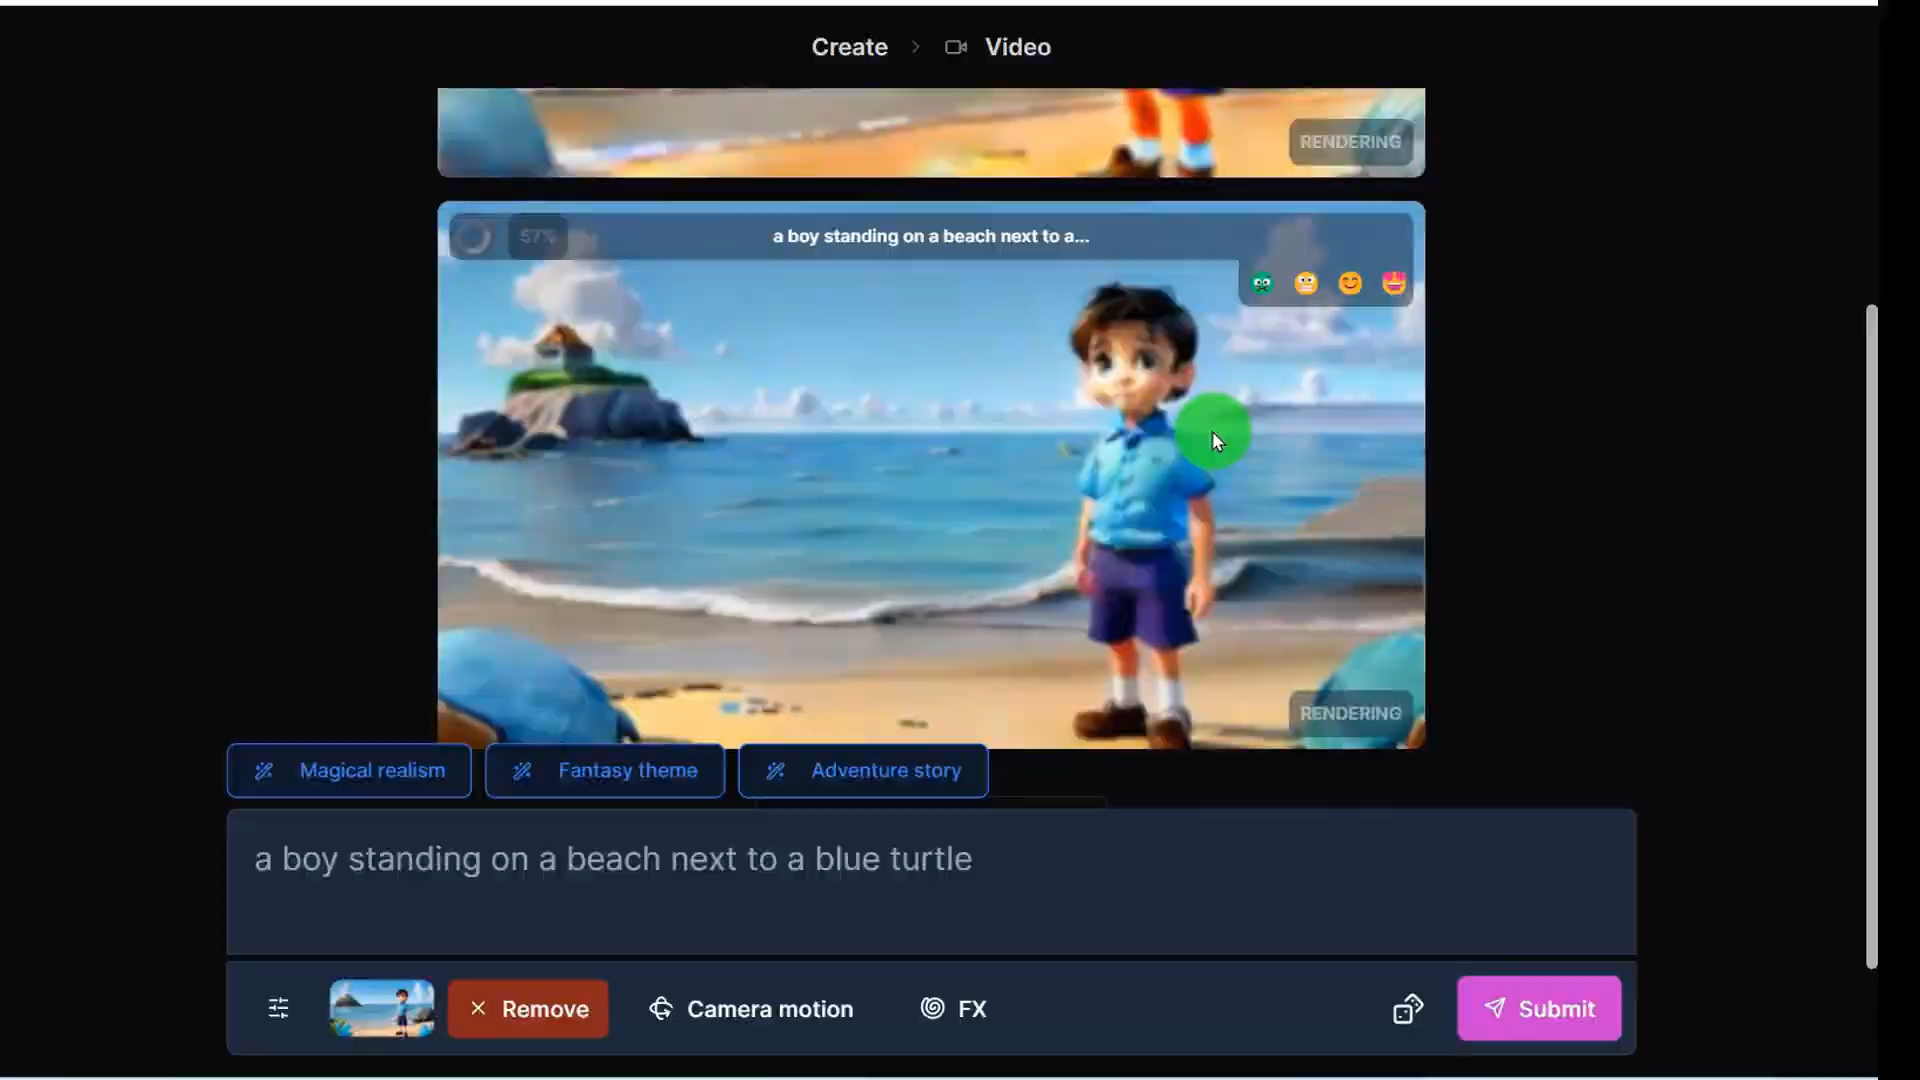 Create > Video
RENDERING
57%
a boy standing on a beach next to a...
RENDERING
Magical realism
Fantasy theme
Adventure story
a boy standing on a beach next to a blue turtle
Remove
Camera motion
FX
Submit